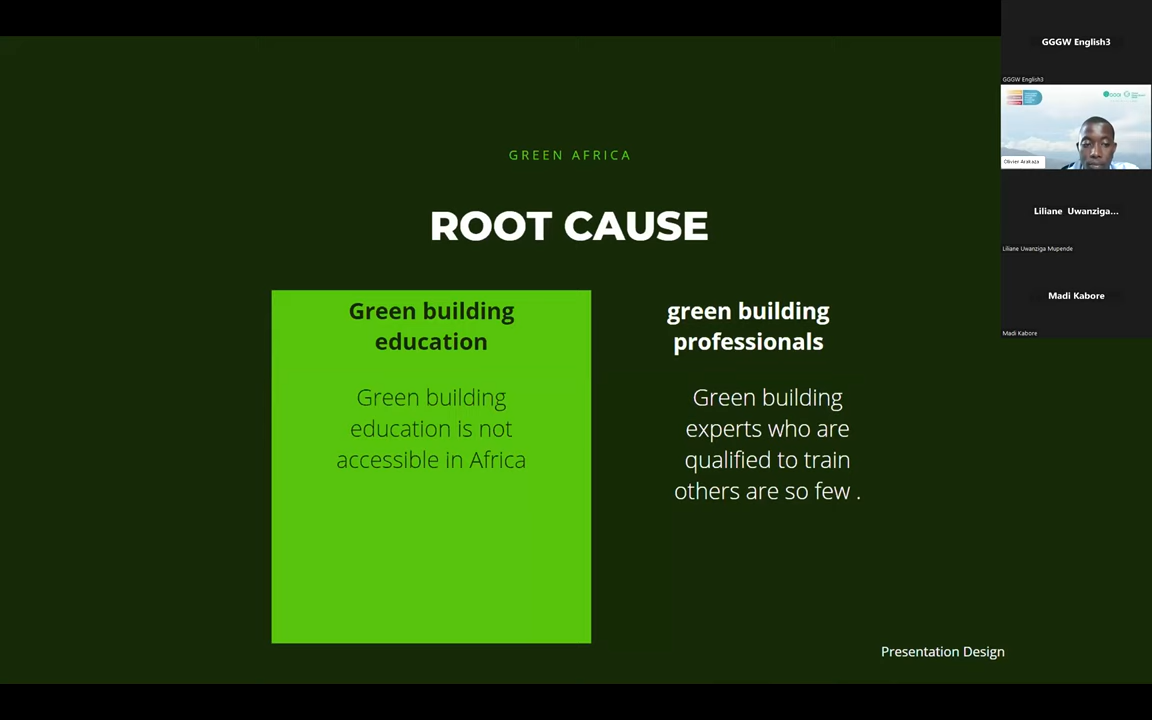 GREEN AFRICA
ROOT CAUSE
Green building
education
Green building
education is not
accessible in Africa
green building
professionals
Green building
experts who are
qualified to train
others are so few .
Presentation Design
GGGW English3
GGGW English3
Olivier Arakaza
Liliane Uwanziga...
Liliane Uwanziga Mupende
Madi Kabore
Madi Kabore